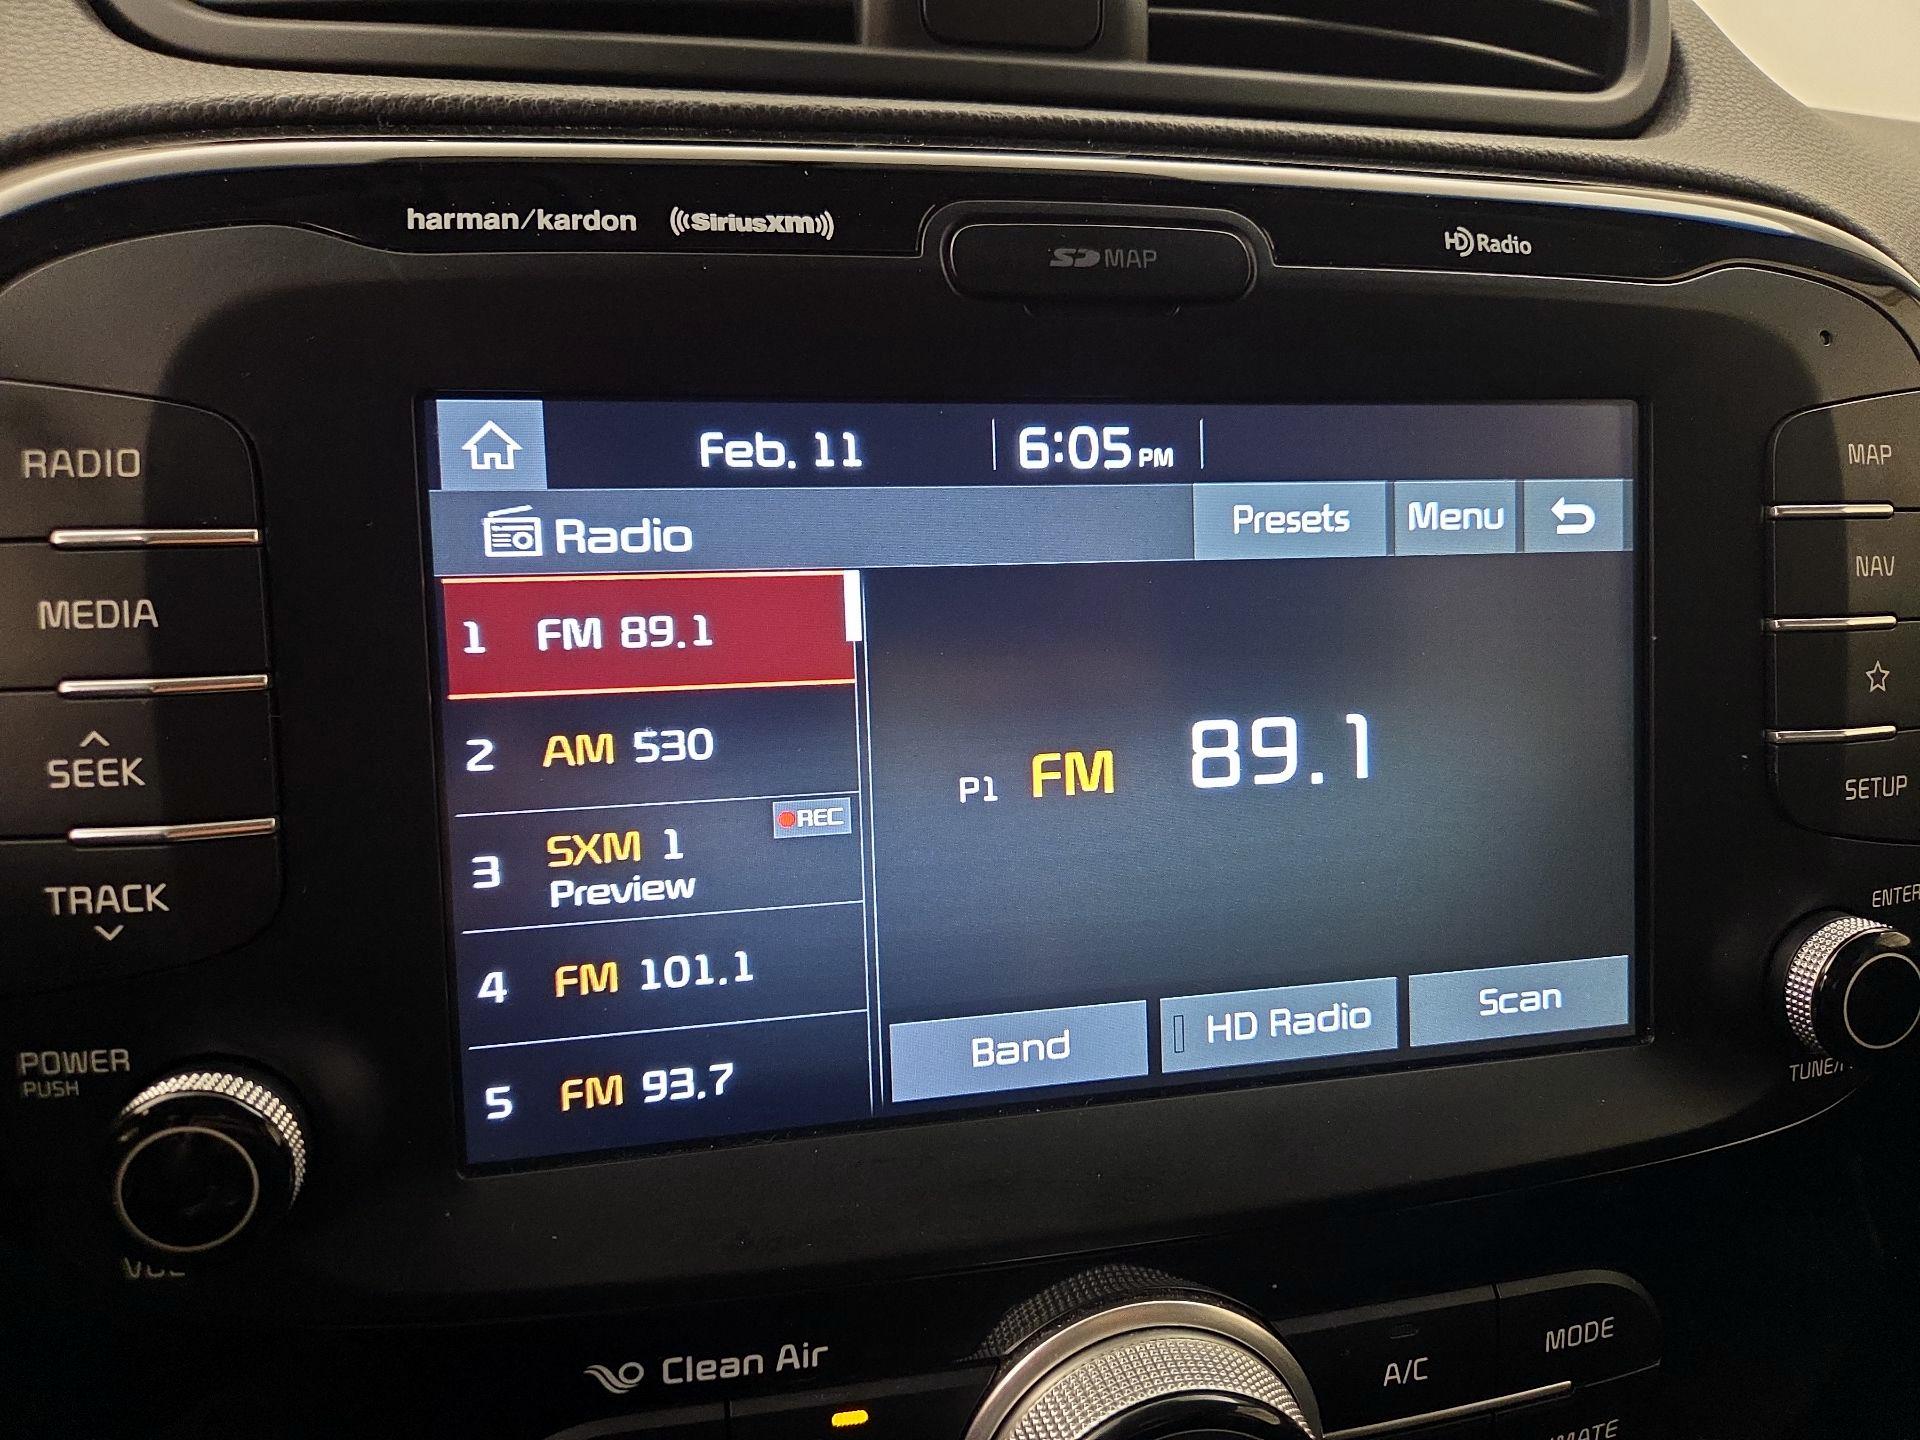 harman/kardon
((SiriusXM))
SD MAP
HD Radio
RADIO
MEDIA
SEEK
TRACK
POWER
PUSH
Feb. 11
6:05 PM
Radio
Presets
Menu
1 FM 89.1
2 AM 530
REC
3 SXM 1
Preview
4 FM 101.1
5 FM 93.7
P1 FM 89.1
Band
HD Radio
Scan
MAP
NAV
SETUP
ENTER
TUNE/
Clean Air
A/C
MODE